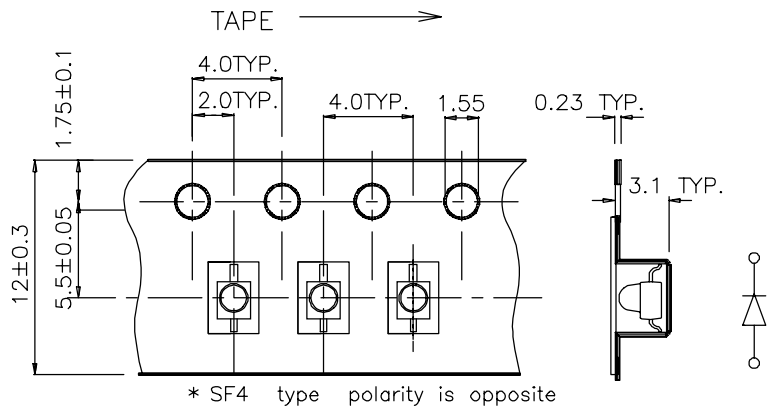 TAPE
4.0TYP.
2.0TYP.
4.0TYP.
1.55
0.23 TYP.
1.75±0.1
3.1 TYP.
12±0.3
5.5±0.05
* SF4 type polarity is opposite